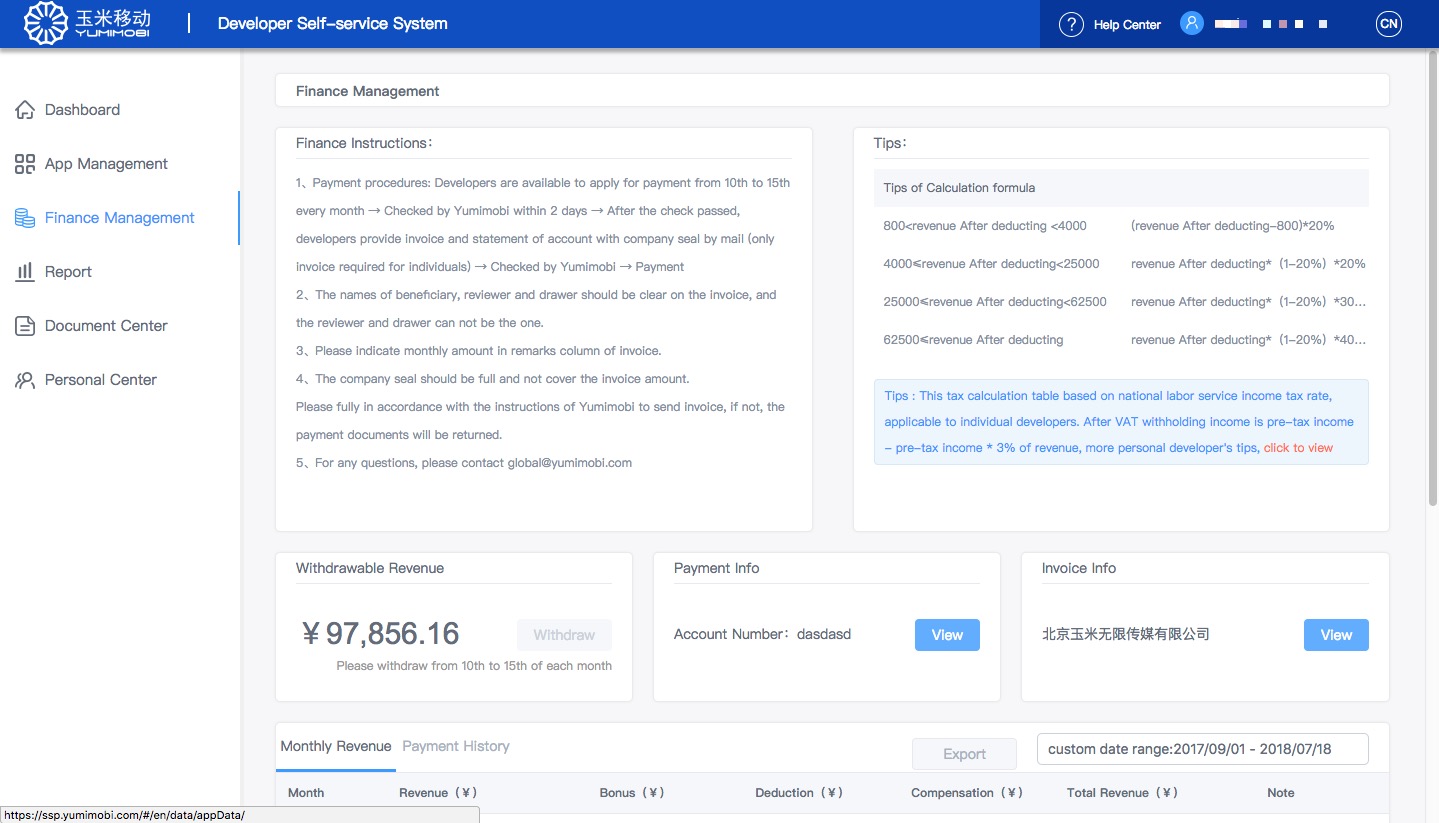 玉米移动
YUMIMOBI
Developer Self-service System
Help Center
CN
Dashboard
App Management
Finance Management
Report
Document Center
Personal Center
Finance Management
Finance Instructions：
1、Payment procedures: Developers are available to apply for payment from 10th to 15th
every month → Checked by Yumimobi within 2 days → After the check passed,
developers provide invoice and statement of account with company seal by mail (only
invoice required for individuals) → Checked by Yumimobi → Payment
2、The names of beneficiary, reviewer and drawer should be clear on the invoice, and
the reviewer and drawer can not be the one.
3、Please indicate monthly amount in remarks column of invoice.
4、The company seal should be full and not cover the invoice amount.
Please fully in accordance with the instructions of Yumimobi to send invoice, if not, the
payment documents will be returned.
5、For any questions, please contact global@yumimobi.com
Tips：
Tips of Calculation formula
800<revenue After deducting <4000 (revenue After deducting-800)*20%
4000≤revenue After deducting<25000 revenue After deducting*（1-20%）*20%
25000≤revenue After deducting<62500 revenue After deducting*（1-20%）*30...
62500≤revenue After deducting revenue After deducting*（1-20%）*40...
Tips : This tax calculation table based on national labor service income tax rate,
applicable to individual developers. After VAT withholding income is pre-tax income
- pre-tax income * 3% of revenue, more personal developer's tips, click to view
Withdrawable Revenue
¥ 97,856.16
Withdraw
Please withdraw from 10th to 15th of each month
Payment Info
Account Number：dasdasd
View
Invoice Info
北京玉米无限传媒有限公司
View
Monthly Revenue Payment History
Export
custom date range:2017/09/01 - 2018/07/18
Month Revenue（¥） Bonus（¥） Deduction（¥） Compensation（¥） Total Revenue（¥） Note
https://ssp.yumimobi.com/#/en/data/appData/